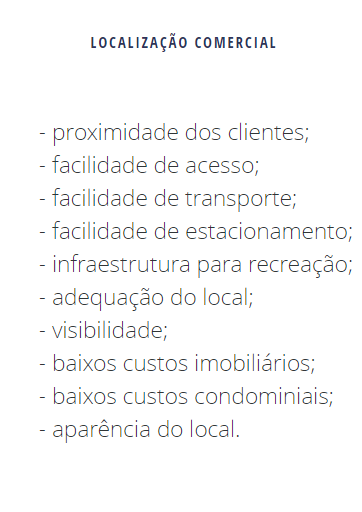 LOCALIZAÇÃO COMERCIAL
- proximidade dos clientes;
- facilidade de acesso;
- facilidade de transporte;
- facilidade de estacionamento;
- infraestrutura para recreação;
- adequação do local;
- visibilidade;
- baixos custos imobiliários;
- baixos custos condominiais;
- aparência do local.